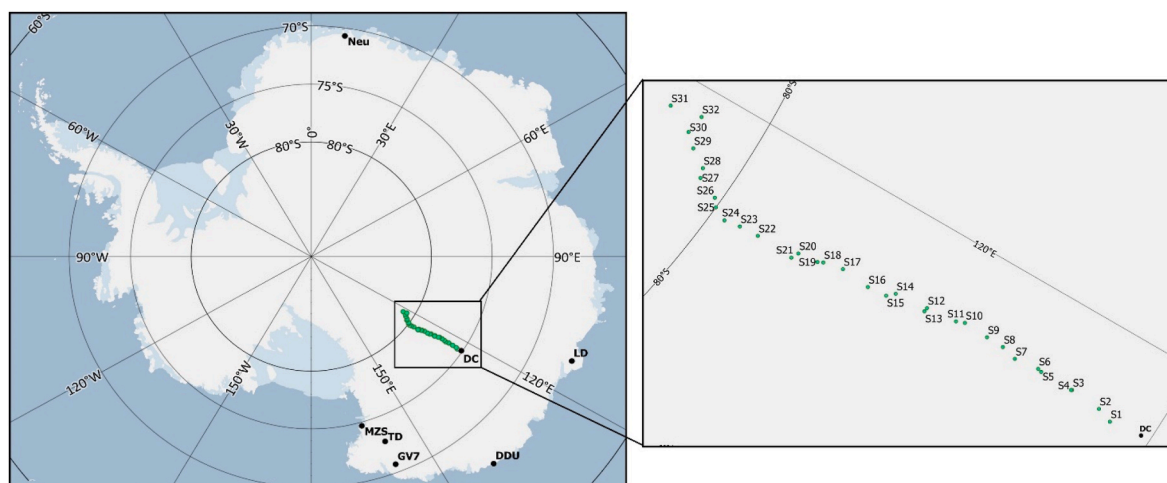 60°S
70°S
Neu
75°S
60°W
30°W
0°
30°E
60°E
80°S
80°S
90°W
90°E
DC
LD
120°W
150°W
150°E
120°E
MZS
TD
GV7
DDU
80°S
S31
S32
S30
S29
S28
S27
S26
S25
S24
S23
S22
120°E
S21
S20
S19
S18
S17
80°S
S16
S14
S15
S12
S13
S11
S10
S9
S8
S7
S6
S5
S4
S3
S2
S1
DC